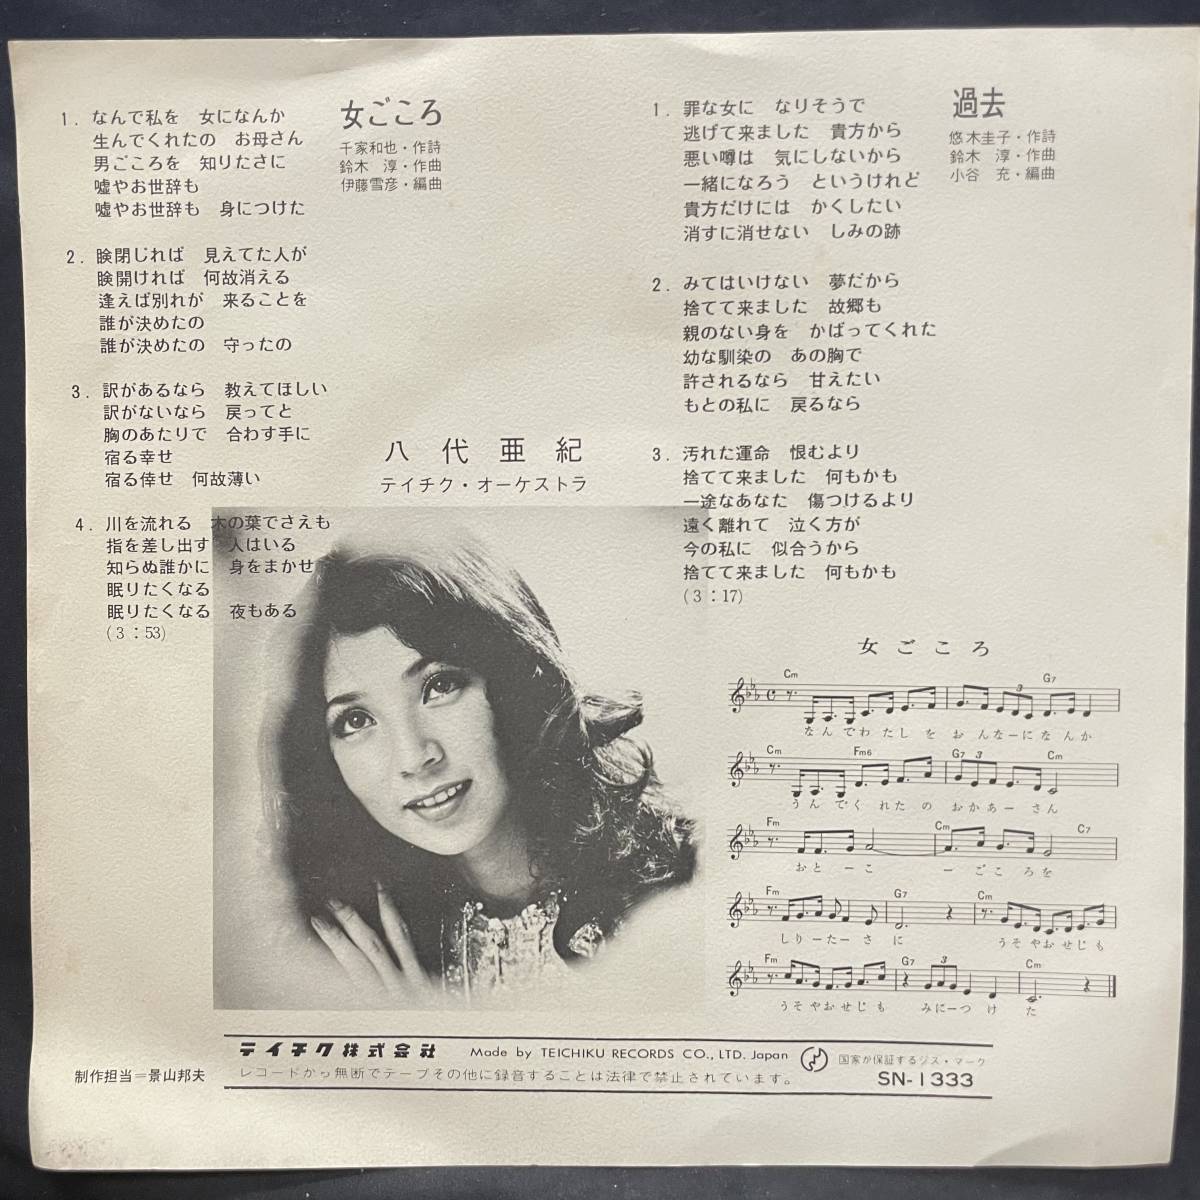 女ごころ
千家和也・作詩
鈴木　淳・作曲
伊藤雪彦・編曲
1. なんで私を　女になんか
生んでくれたの　お母さん
男ごころを　知りたさに
嘘やお世辞も
嘘やお世辞も　身につけた
2. 瞼閉じれば　見えてた人が
瞼開ければ　何故消える
逢えば別れが　来ることを
誰が決めたの
誰が決めたの　守ったの
3. 訳があるなら　教えてほしい
訳がないなら　戻ってと
胸のあたりで　合わす手に
宿る幸せ
宿る倖せ　何故薄い
4. 川を流れる　木の葉でさえも
指を差し出す　人はいる
知らぬ誰かに　身をまかせ
眠りたくなる
眠りたくなる　夜もある
(3：53)
八代亜紀
テイチク・オーケストラ
過去
悠木圭子・作詩
鈴木　淳・作曲
小谷　充・編曲
1. 罪な女に　なりそうで
逃げて来ました　貴方から
悪い噂は　気にしないから
一緒になろう　というけれど
貴方だけには　かくしたい
消すに消せない　しみの跡
2. みてはいけない　夢だから
捨てて来ました　故郷も
親のない身を　かばってくれた
幼な馴染の　あの胸で
許されるなら　甘えたい
もとの私に　戻るなら
3. 汚れた運命　恨むより
捨てて来ました　何もかも
一途なあなた　傷つけるより
遠く離れて　泣く方が
今の私に　似合うから
捨てて来ました　何もかも
(3：17)
女ごころ
Cm G7
3
なんでわたしを おんなーになんか
Cm Fm6 G7 3 Cm
うんでくれたの おかあーさん
Fm Cm C7
おとーこ ーごころを
Fm G7 Cm
しりーたーさに うそやおせじも
Fm G7 3 Cm
うそやおせじも みにーつけた
テイチク株式会社 Made by TEICHIKU RECORDS CO., LTD. Japan 国家が保証するジス・マーク
レコードから無断でテープその他に録音することは法律で禁止されています。 SN-1333
制作担当＝景山邦夫